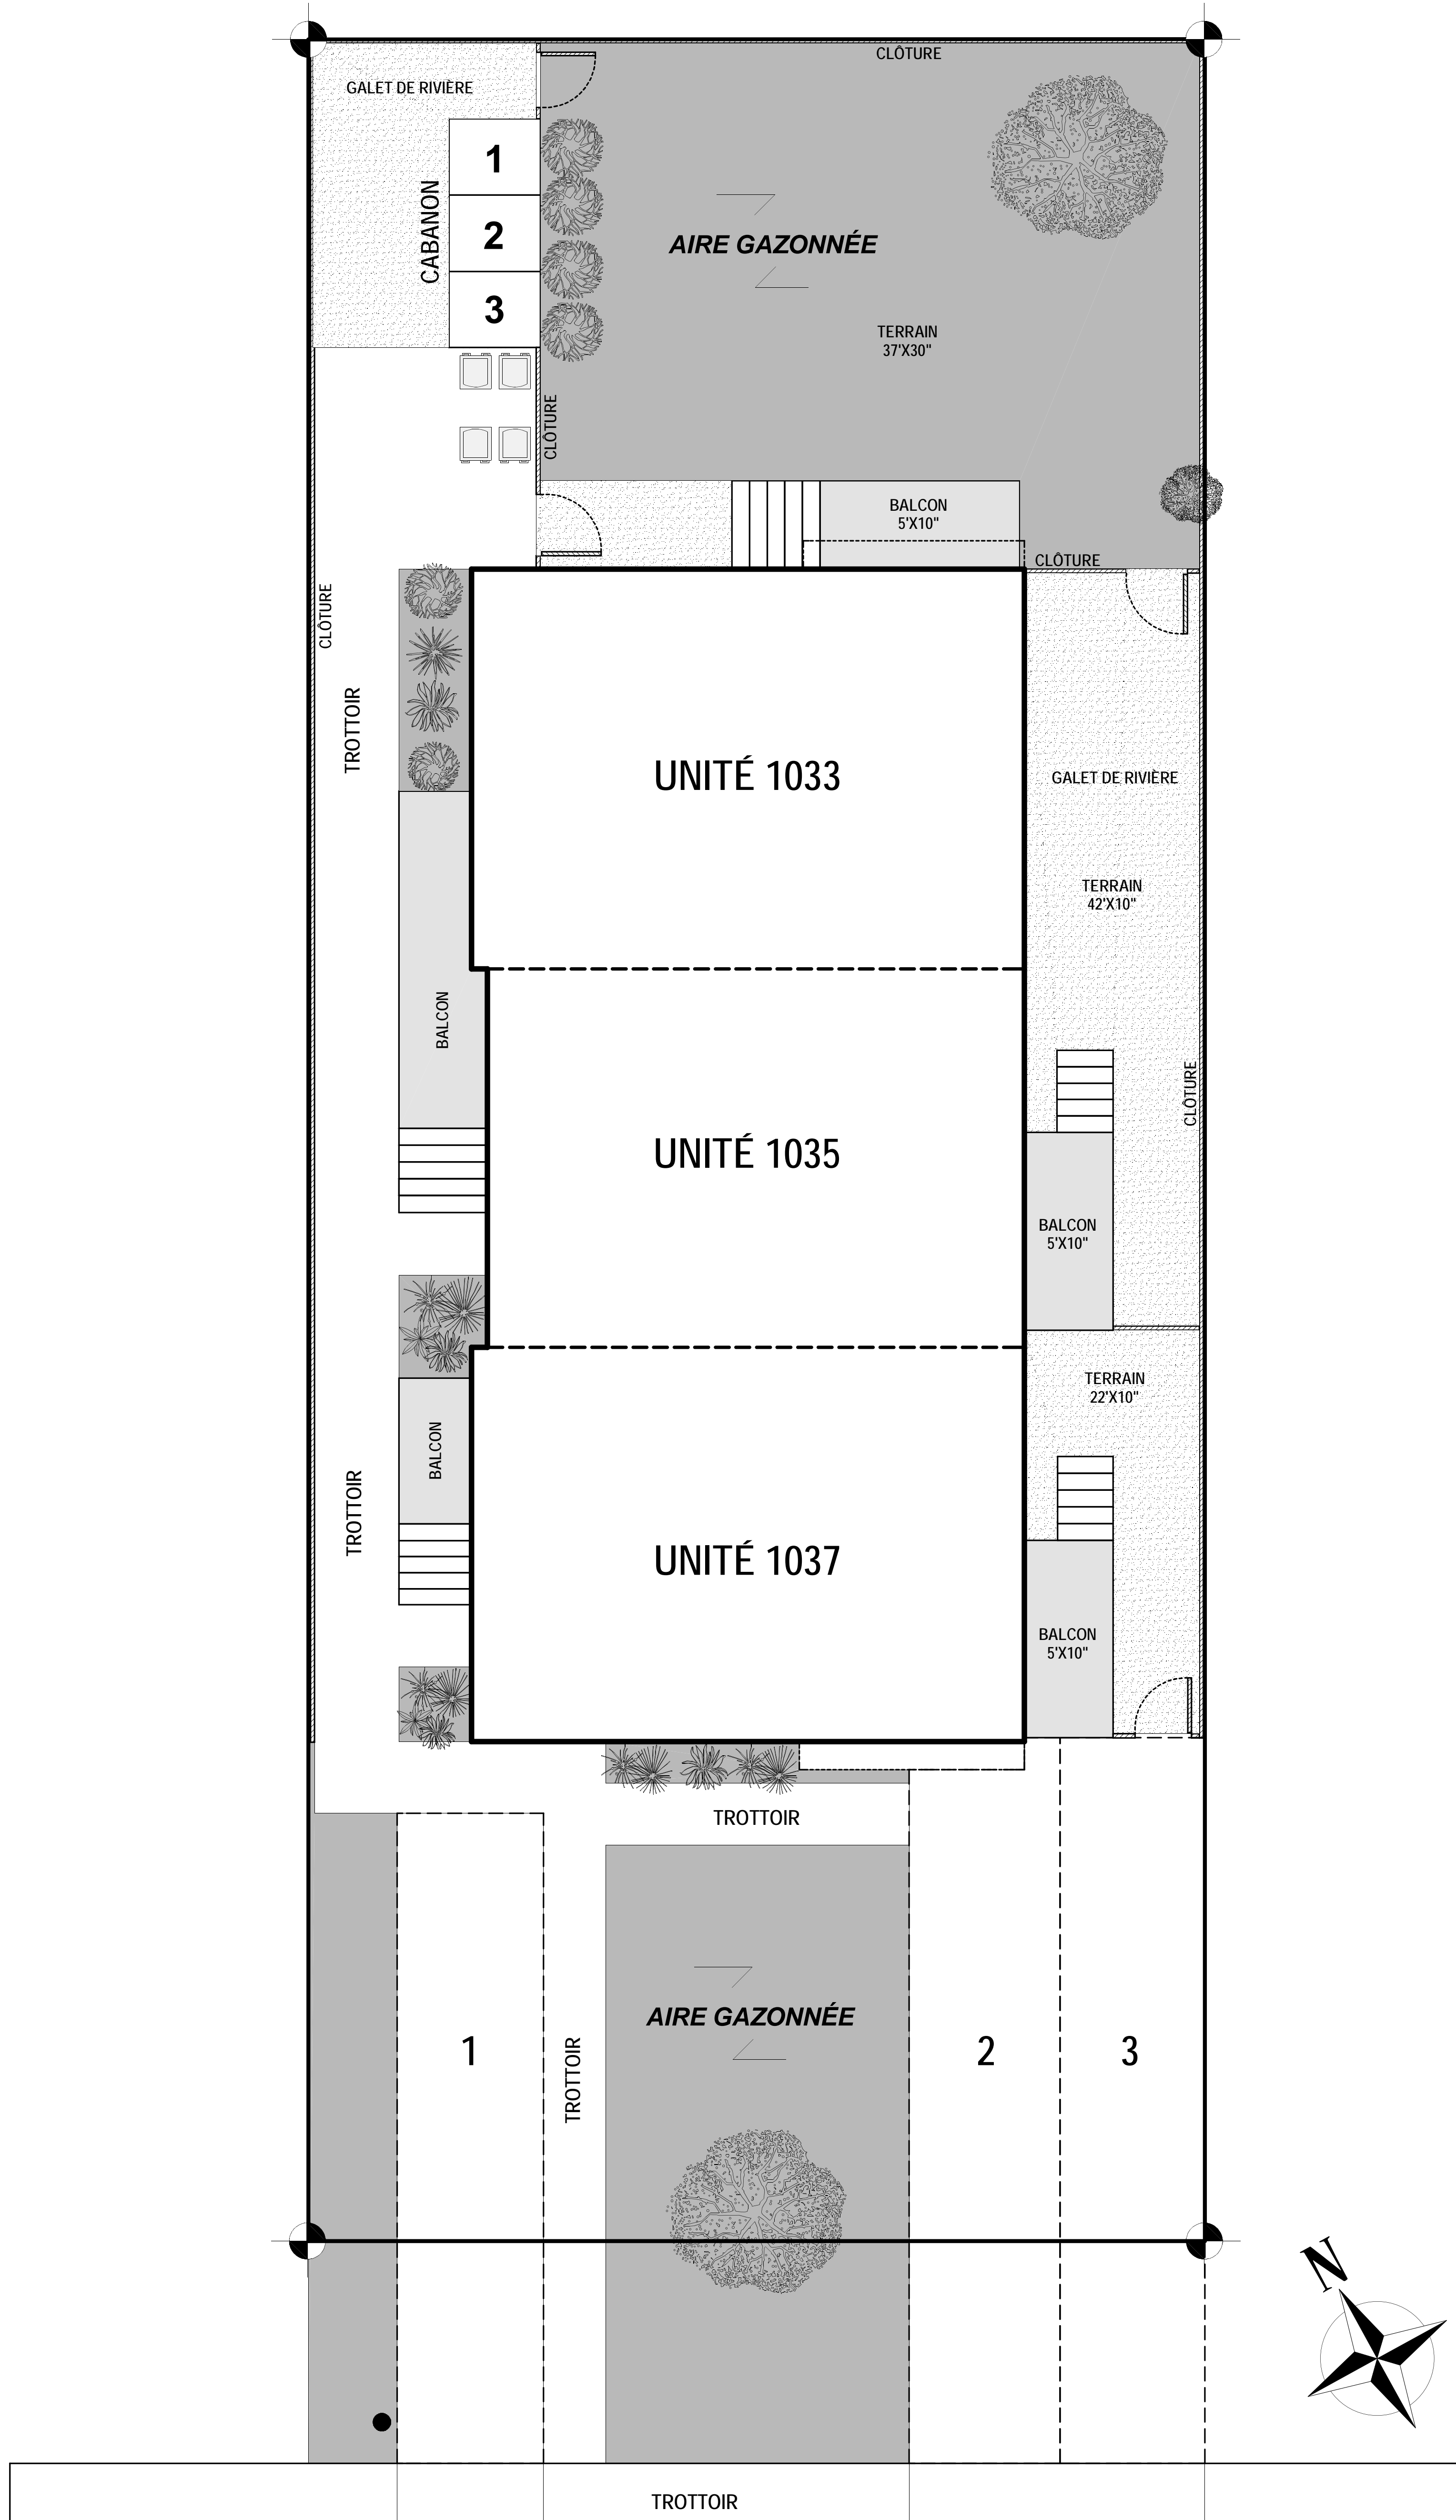 CLÔTURE
GALET DE RIVIÈRE
1
CABANON
2
3
AIRE GAZONNÉE
TERRAIN
37'X30"
CLÔTURE
BALCON
5'X10"
CLÔTURE
CLÔTURE
TROTTOIR
UNITÉ 1033
GALET DE RIVIÈRE
TERRAIN
42'X10"
BALCON
CLÔTURE
UNITÉ 1035
BALCON
5'X10"
TERRAIN
22'X10"
BALCON
TROTTOIR
UNITÉ 1037
BALCON
5'X10"
TROTTOIR
AIRE GAZONNÉE
1
TROTTOIR
2
3
N
TROTTOIR